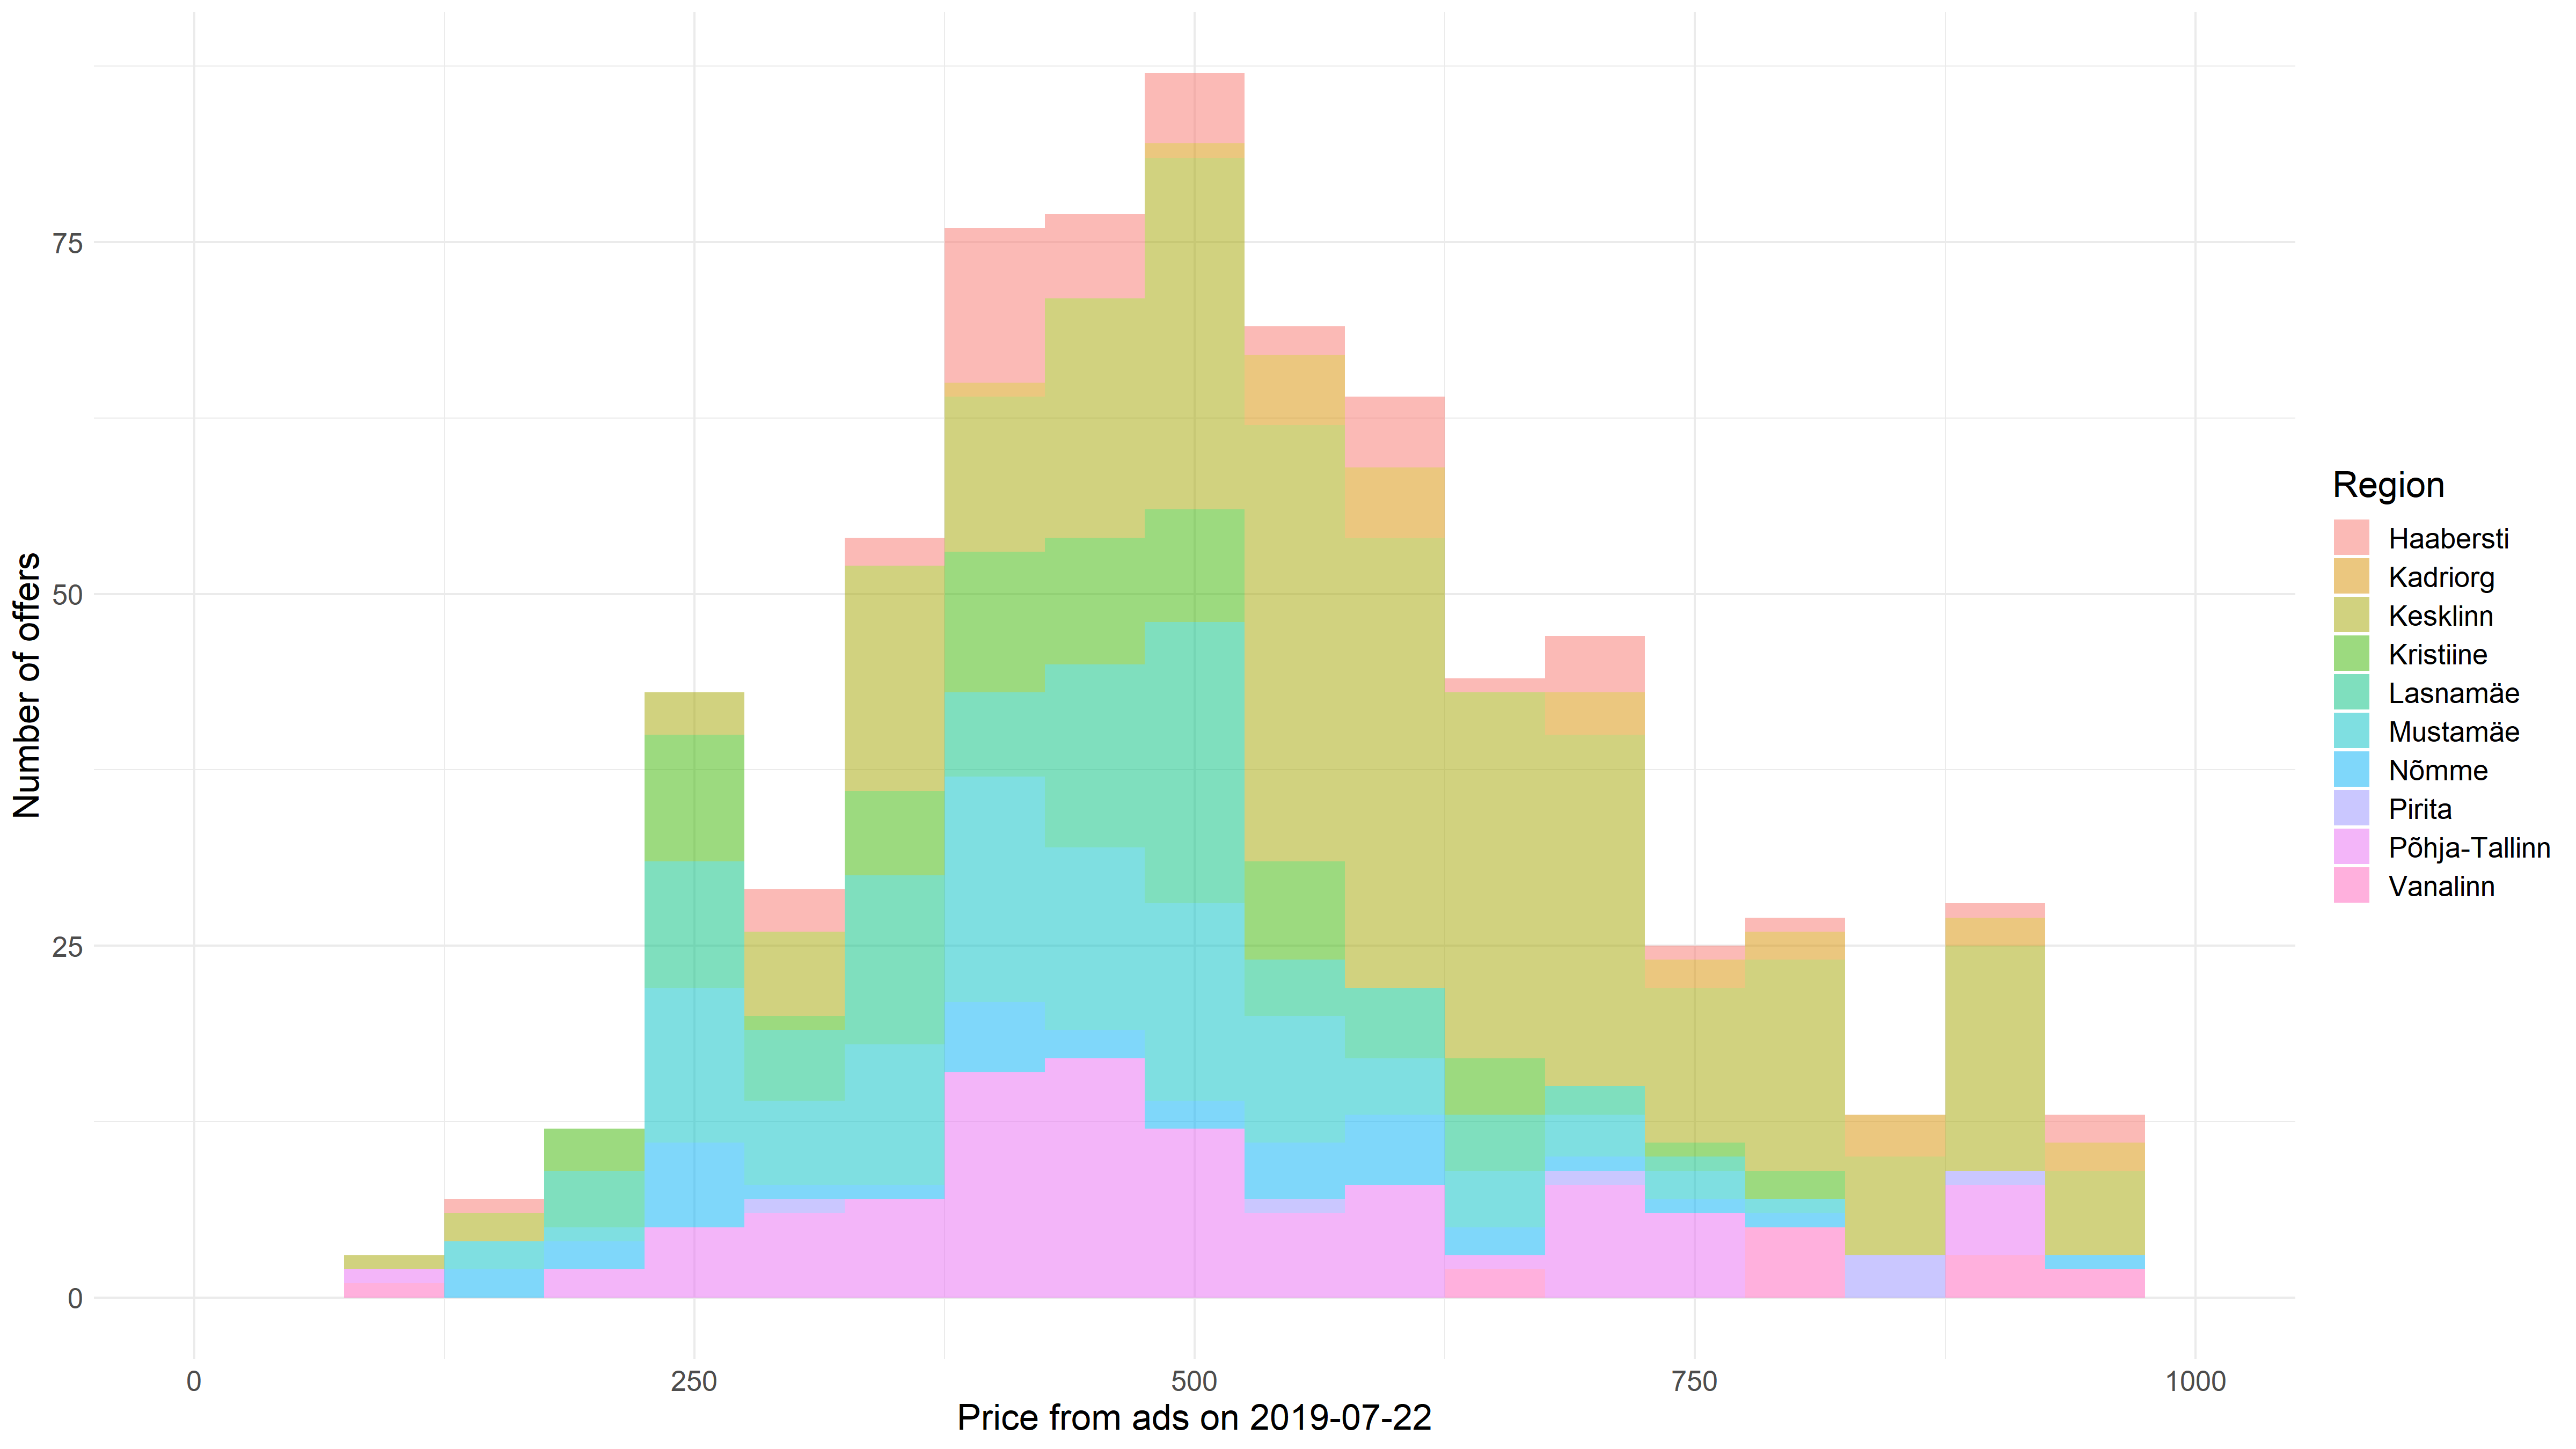 Number of offers
75
50
25
0
0 250 500 750 1000
Price from ads on 2019-07-22
Region
Haabersti
Kadriorg
Kesklinn
Kristiine
Lasnamäe
Mustamäe
Nõmme
Pirita
Põhja-Tallinn
Vanalinn